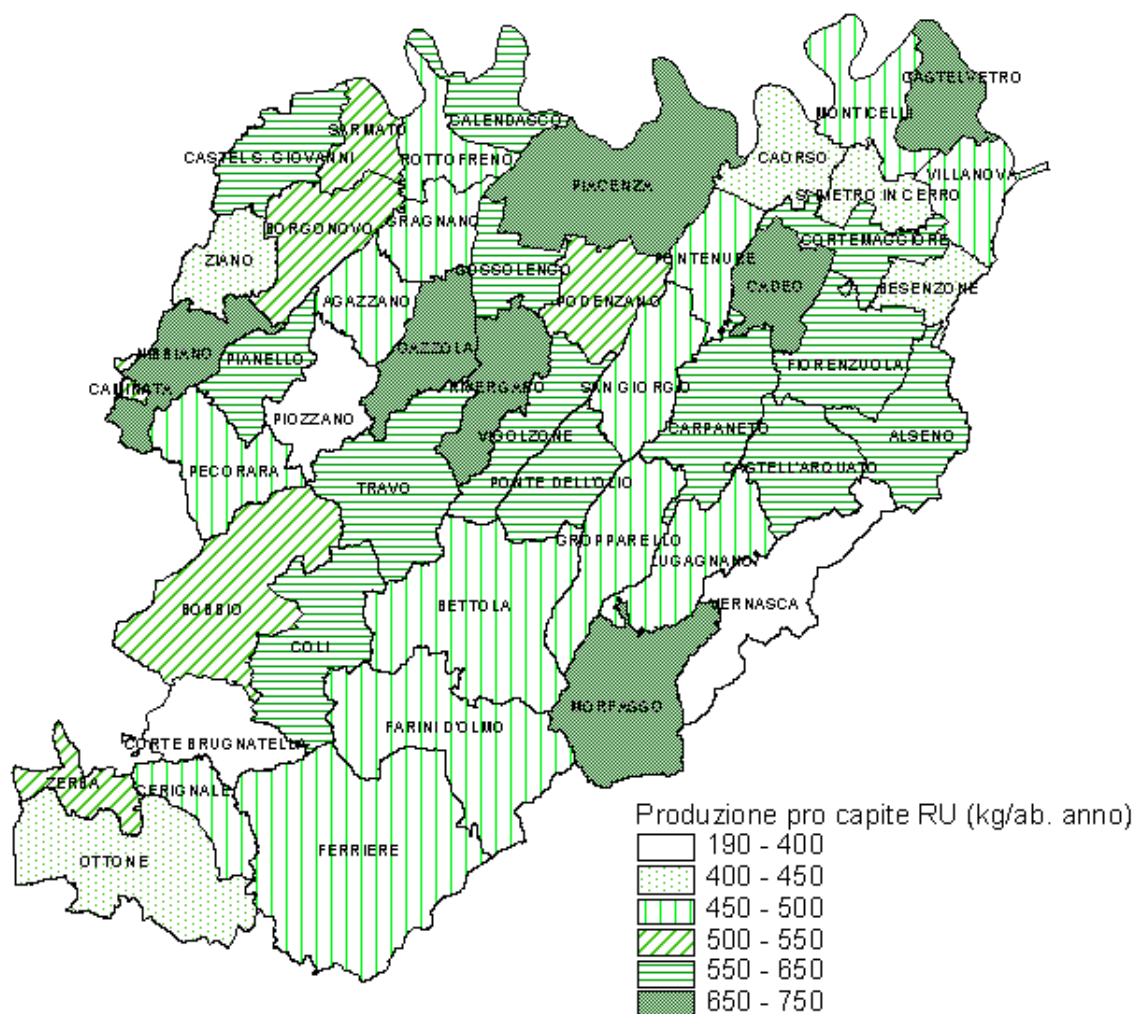 CASTELVETRO
MONTICELLI
CALENDASCO
SARMATO
CASTEL S. GIOVANNI
ROTTOFRENO
CAORSO
VILLANOVA
PIACENZA
S. PIETRO IN CERRO
GRAGNANO
BORGONOVO
CORTEMAGGIORE
ZIANO
PONTENURE
GOSSOLENGO
CADEO
BESENZONE
AGAZZANO
PODENZANO
GAZZOLA
NIBBIANO
PIANELLO
FIORENZUOLA
RIVERGARO
SAN GIORGIO
CAMINATA
PIOZZANO
CARPANETO
VIGOLZONE
ALSENO
PECORARA
CASTELL'ARQUATO
TRAVO
PONTE DELL'OLIO
GROPPARELLO
LUGAGNANO
BETTOLA
VERNASCA
BOBBIO
COLI
MORFASSO
FARINI D'OLMO
CORTE BRUGNATELLA
ZERBA
CERIGNALE
FERRIERE
OTTONE
Produzione pro capite RU (kg/ab. anno)
190 - 400
400 - 450
450 - 500
500 - 550
550 - 650
650 - 750